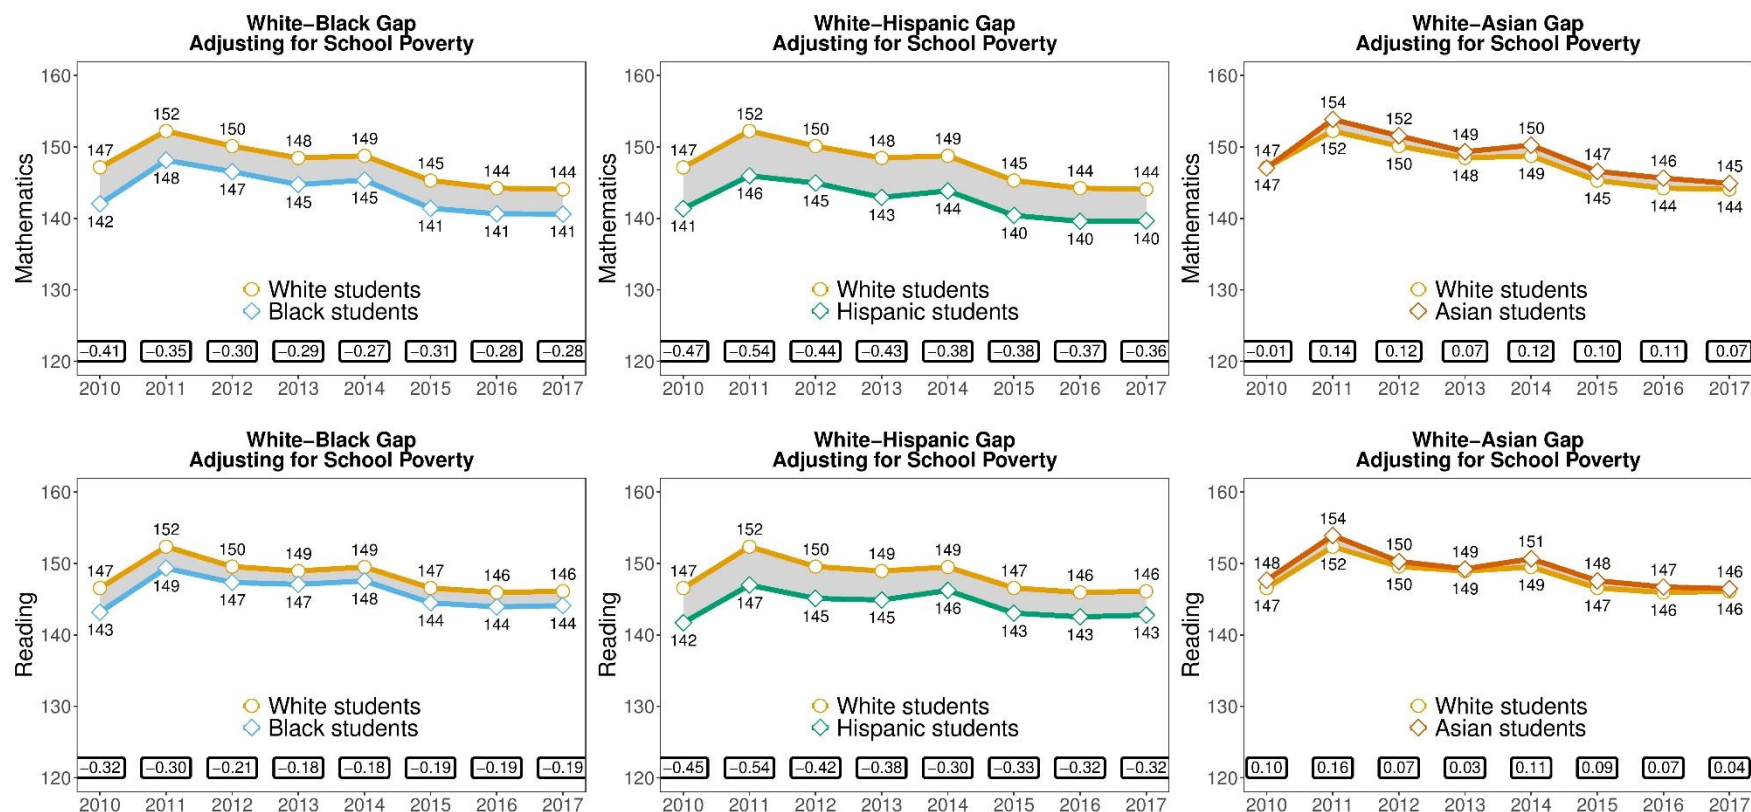 White−Black Gap
Adjusting for School Poverty
Mathematics
160
150
140
130
120
147 152 150 148 149 145 144 144
142 148 147 145 145 141 141 141
White students
Black students
−0.41 −0.35 −0.30 −0.29 −0.27 −0.31 −0.28 −0.28
2010 2011 2012 2013 2014 2015 2016 2017
White−Hispanic Gap
Adjusting for School Poverty
Mathematics
160
150
140
130
120
147 152 150 148 149 145 144 144
141 146 145 143 144 140 140 140
White students
Hispanic students
−0.47 −0.54 −0.44 −0.43 −0.38 −0.38 −0.37 −0.36
2010 2011 2012 2013 2014 2015 2016 2017
White−Asian Gap
Adjusting for School Poverty
Mathematics
160
150
140
130
120
147 154 152 149 150 147 146 145
147 152 150 148 149 145 144 144
White students
Asian students
−0.01 0.14 0.12 0.07 0.12 0.10 0.11 0.07
2010 2011 2012 2013 2014 2015 2016 2017
White−Black Gap
Adjusting for School Poverty
Reading
160
150
140
130
120
147 152 150 149 149 147 146 146
143 149 147 147 148 144 144 144
White students
Black students
−0.32 −0.30 −0.21 −0.18 −0.18 −0.19 −0.19 −0.19
2010 2011 2012 2013 2014 2015 2016 2017
White−Hispanic Gap
Adjusting for School Poverty
Reading
160
150
140
130
120
147 152 150 149 149 147 146 146
142 147 145 145 146 143 143 143
White students
Hispanic students
−0.45 −0.54 −0.42 −0.38 −0.30 −0.33 −0.32 −0.32
2010 2011 2012 2013 2014 2015 2016 2017
White−Asian Gap
Adjusting for School Poverty
Reading
160
150
140
130
120
148 154 150 149 151 148 147 146
147 152 150 149 149 147 146 146
White students
Asian students
0.10 0.16 0.07 0.03 0.11 0.09 0.07 0.04
2010 2011 2012 2013 2014 2015 2016 2017